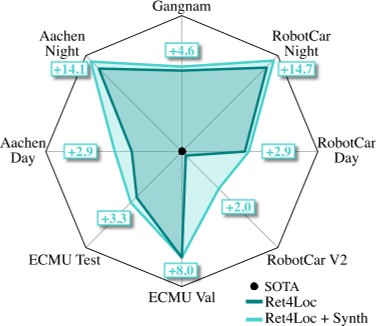 Gangnam
Aachen
Night
RobotCar
Night
+4.6
+14.1
+14.7
Aachen
Day
+2.9
+2.9
RobotCar
Day
+3.3
+2.0
ECMU Test
RobotCar V2
+8.0
ECMU Val
SOTA
Ret4Loc
Ret4Loc + Synth